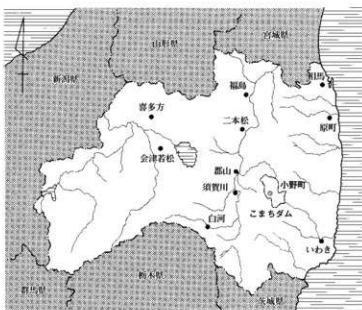 宮城県
山形県
新潟県
相馬
福島
喜多方
原町
二本松
会津若松
郡山
小野町
須賀川
こまちダム
白河
いわき
栃木県
群馬県
茨城県